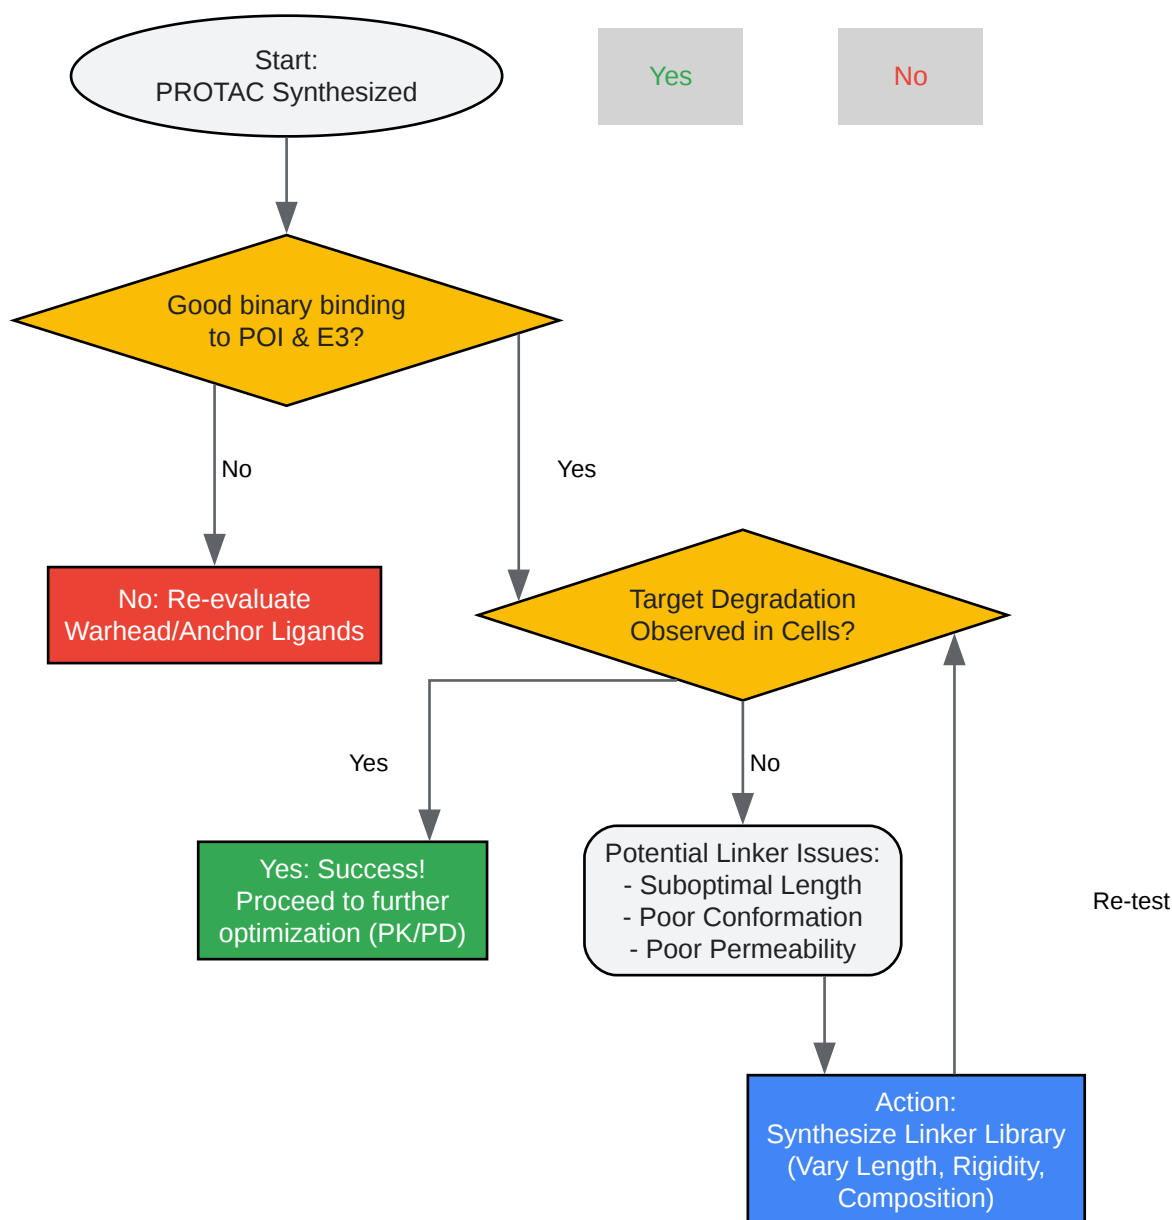 Start:
PROTAC Synthesized
Yes
No
Good binary binding
to POI & E3?
No
Yes
No: Re-evaluate
Warhead/Anchor Ligands
Target Degradation
Observed in Cells?
Yes
No
Yes: Success!
Proceed to further
optimization (PK/PD)
Potential Linker Issues:
- Suboptimal Length
- Poor Conformation
- Poor Permeability
Re-test
Action:
Synthesize Linker Library
(Vary Length, Rigidity,
Composition)